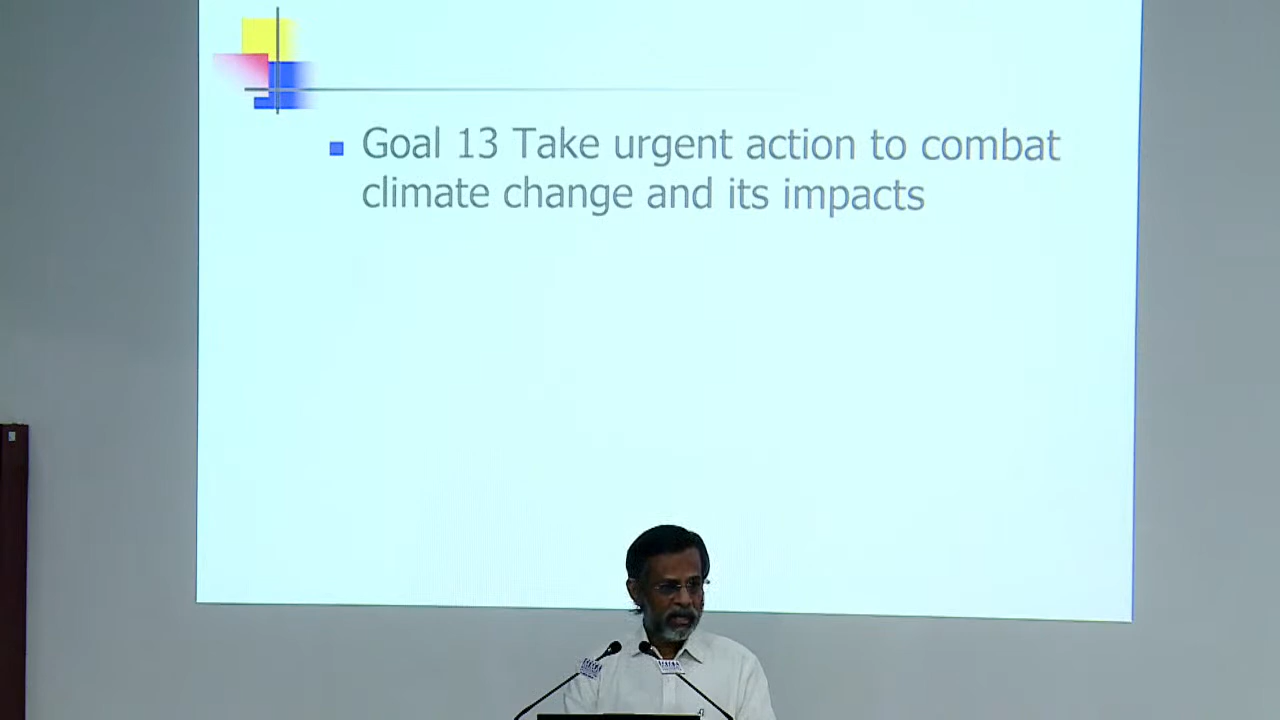 Goal 13 Take urgent action to combat
climate change and its impacts